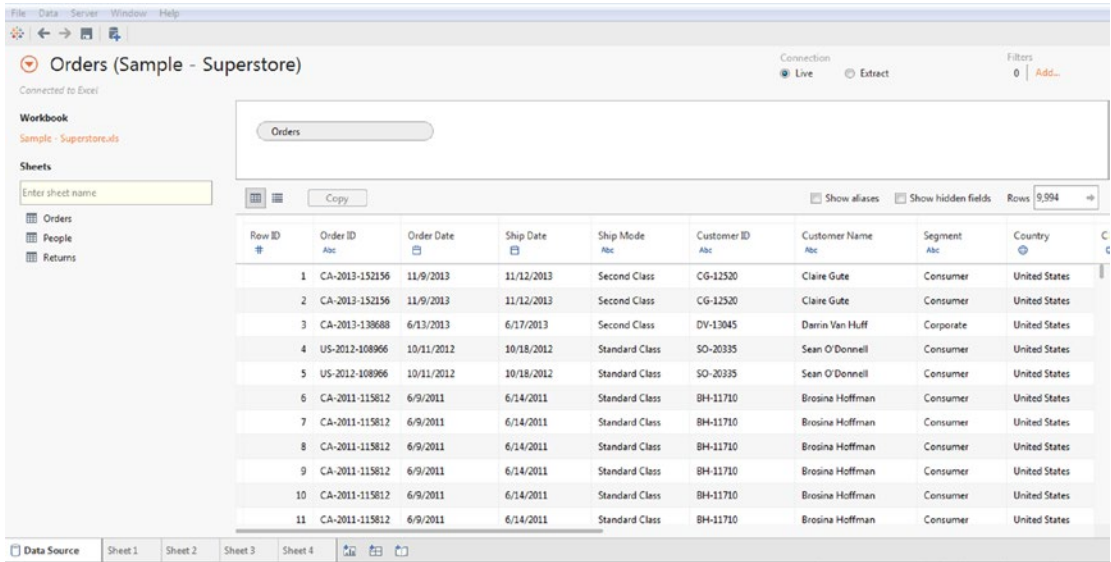 File Data Server Window Help
Orders (Sample - Superstore)
Connected to Excel
Connection
Live Extract
Filters
0 Add...
Workbook
Sample - Superstore.xls
Sheets
Enter sheet name
Orders
People
Returns
Orders
Copy Show aliases Show hidden fields Rows 9,994
Row ID Order ID Order Date Ship Date Ship Mode Customer ID Customer Name Segment Country C
# Abc Abc Abc Abc Abc
1 CA-2013-152156 11/9/2013 11/12/2013 Second Class CG-12520 Claire Gute Consumer United States
2 CA-2013-152156 11/9/2013 11/12/2013 Second Class CG-12520 Claire Gute Consumer United States
3 CA-2013-138688 6/13/2013 6/17/2013 Second Class DV-13045 Darrin Van Huff Corporate United States
4 US-2012-108966 10/11/2012 10/18/2012 Standard Class SO-20335 Sean O'Donnell Consumer United States
5 US-2012-108966 10/11/2012 10/18/2012 Standard Class SO-20335 Sean O'Donnell Consumer United States
6 CA-2011-115812 6/9/2011 6/14/2011 Standard Class BH-11710 Brosina Hoffman Consumer United States
7 CA-2011-115812 6/9/2011 6/14/2011 Standard Class BH-11710 Brosina Hoffman Consumer United States
8 CA-2011-115812 6/9/2011 6/14/2011 Standard Class BH-11710 Brosina Hoffman Consumer United States
9 CA-2011-115812 6/9/2011 6/14/2011 Standard Class BH-11710 Brosina Hoffman Consumer United States
10 CA-2011-115812 6/9/2011 6/14/2011 Standard Class BH-11710 Brosina Hoffman Consumer United States
11 CA-2011-115812 6/9/2011 6/14/2011 Standard Class BH-11710 Brosina Hoffman Consumer United States
Data Source Sheet 1 Sheet 2 Sheet 3 Sheet 4